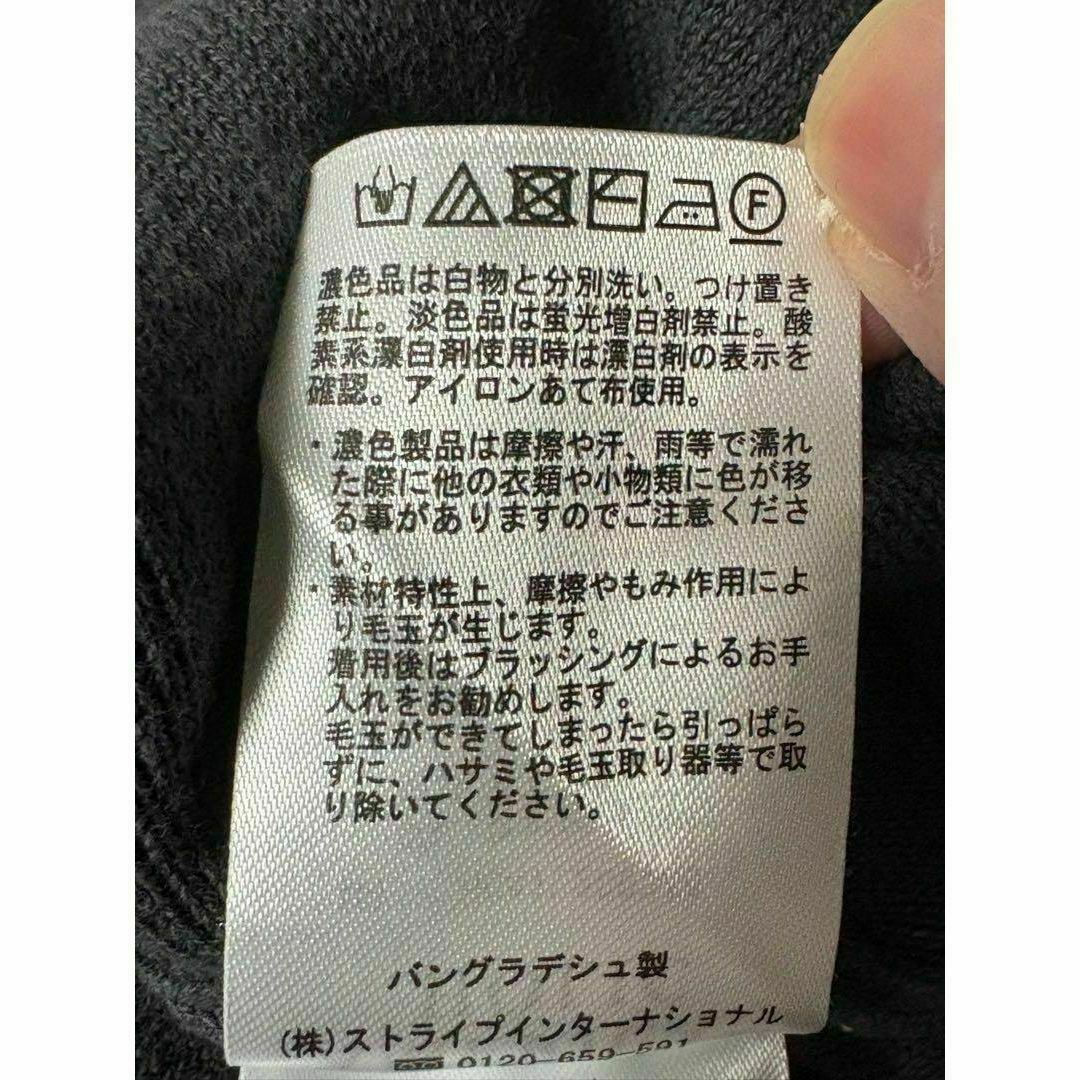 F
濃色品は白物と分別洗い。つけ置き
禁止。淡色品は蛍光増白剤禁止。酸
素系漂白剤使用時は漂白剤の表示を
確認。アイロンあて布使用。
・濃色製品は摩擦や汗、雨等で濡れ
た際に他の衣類や小物類に色が移
る事がありますのでご注意くださ
い。
・素材特性上、摩擦やもみ作用によ
り毛玉が生じます。
着用後はブラッシングによるお手
入れをお勧めします。
毛玉ができてしまったら引っぱら
ずに、ハサミや毛玉取り器等で取
り除いてください。
バングラデシュ製
(株)ストライプインターナショナル
0120-659-591